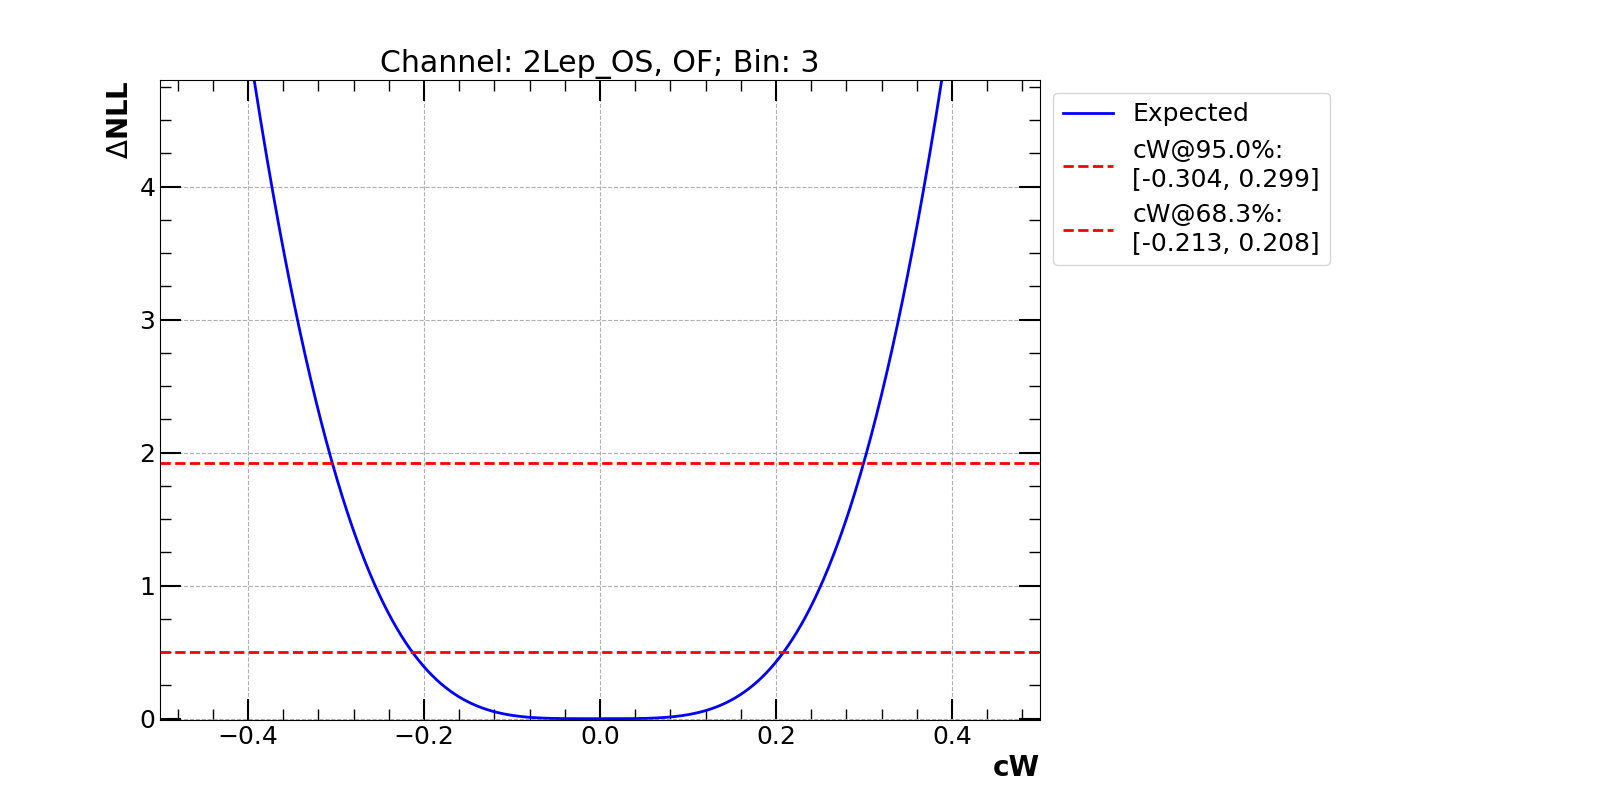 Channel: 2Lep_OS, OF; Bin: 3
ΔNLL
4
3
2
1
0
−0.4
−0.2
0.0
0.2
0.4
cW
Expected
cW@95.0%:
[-0.304, 0.299]
cW@68.3%:
[-0.213, 0.208]